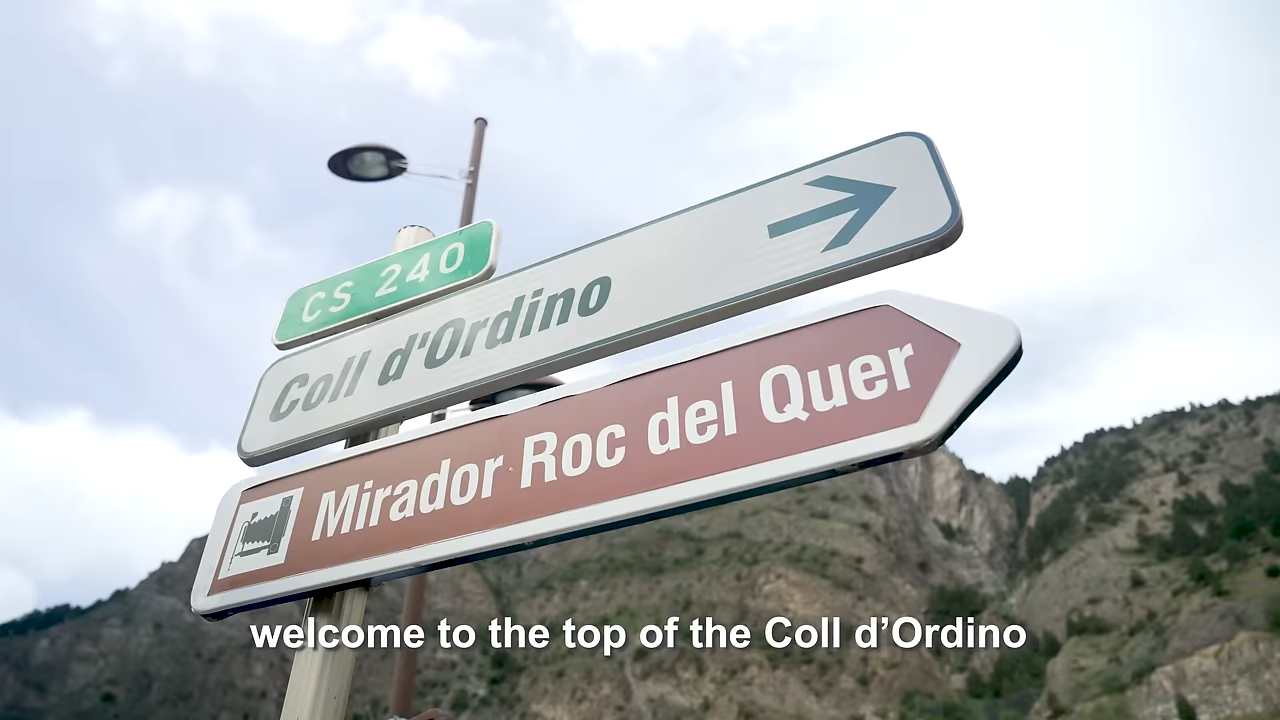 CS 240
Coll d'Ordino
Mirador Roc del Quer
welcome to the top of the Coll d’Ordino